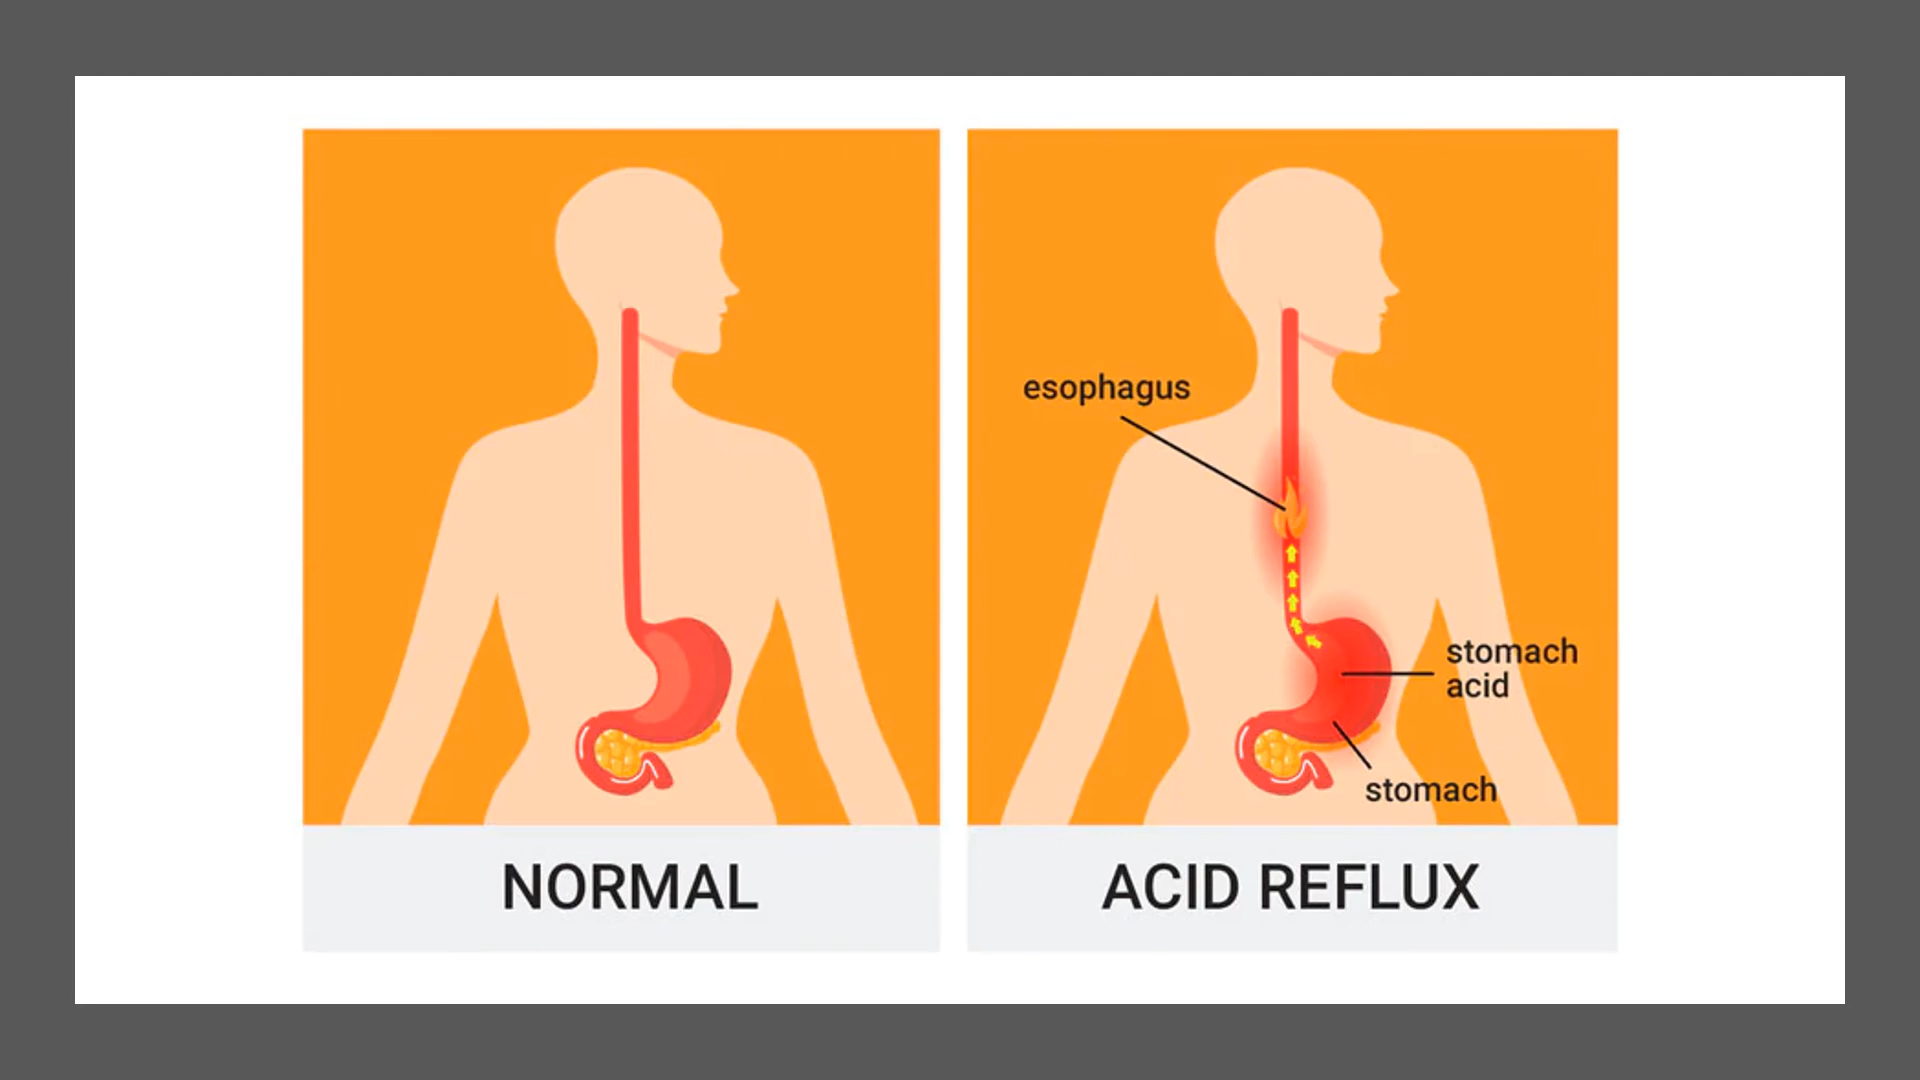 esophagus
stomach
acid
stomach
NORMAL
ACID REFLUX